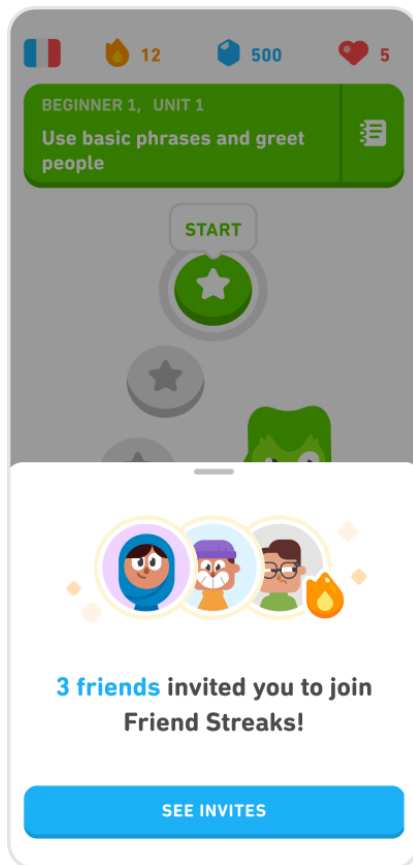 12 500 5
BEGINNER 1, UNIT 1
Use basic phrases and greet
people
START
3 friends invited you to join
Friend Streaks!
SEE INVITES